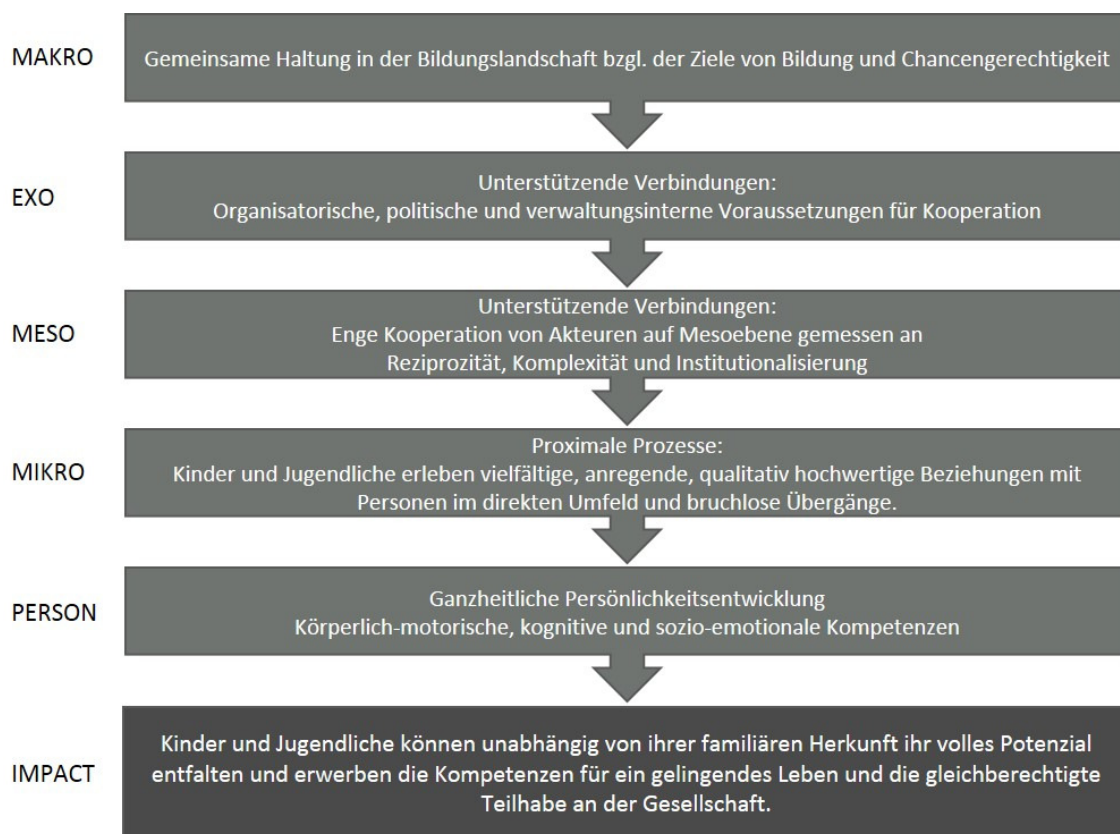 MAKRO
Gemeinsame Haltung in der Bildungslandschaft bzgl. der Ziele von Bildung und Chancengerechtigkeit
EXO
Unterstützende Verbindungen:
Organisatorische, politische und verwaltungsinterne Voraussetzungen für Kooperation
MESO
Unterstützende Verbindungen:
Enge Kooperation von Akteuren auf Mesoebene gemessen an
Reziprozität, Komplexität und Institutionalisierung
MIKRO
Proximale Prozesse:
Kinder und Jugendliche erleben vielfältige, anregende, qualitativ hochwertige Beziehungen mit
Personen im direkten Umfeld und bruchlose Übergänge.
PERSON
Ganzheitliche Persönlichkeitsentwicklung
Körperlich-motorische, kognitive und sozio-emotionale Kompetenzen
IMPACT
Kinder und Jugendliche können unabhängig von ihrer familiären Herkunft ihr volles Potenzial
entfalten und erwerben die Kompetenzen für ein gelingendes Leben und die gleichberechtigte
Teilhabe an der Gesellschaft.